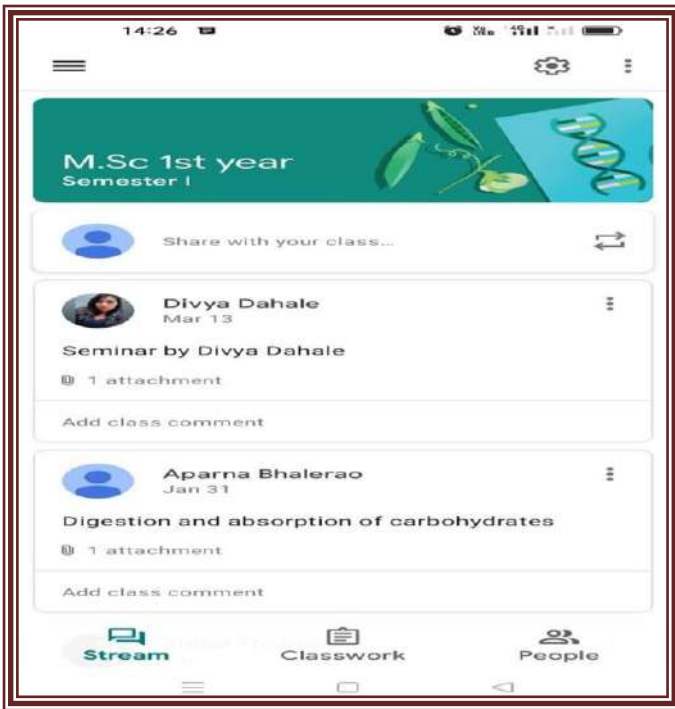 14:26
M.Sc 1st year
Semester I
Share with your class...
Divya Dahale
Mar 13
Seminar by Divya Dahale
1 attachment
Add class comment
Aparna Bhalerao
Jan 31
Digestion and absorption of carbohydrates
1 attachment
Add class comment
Stream
Classwork
People